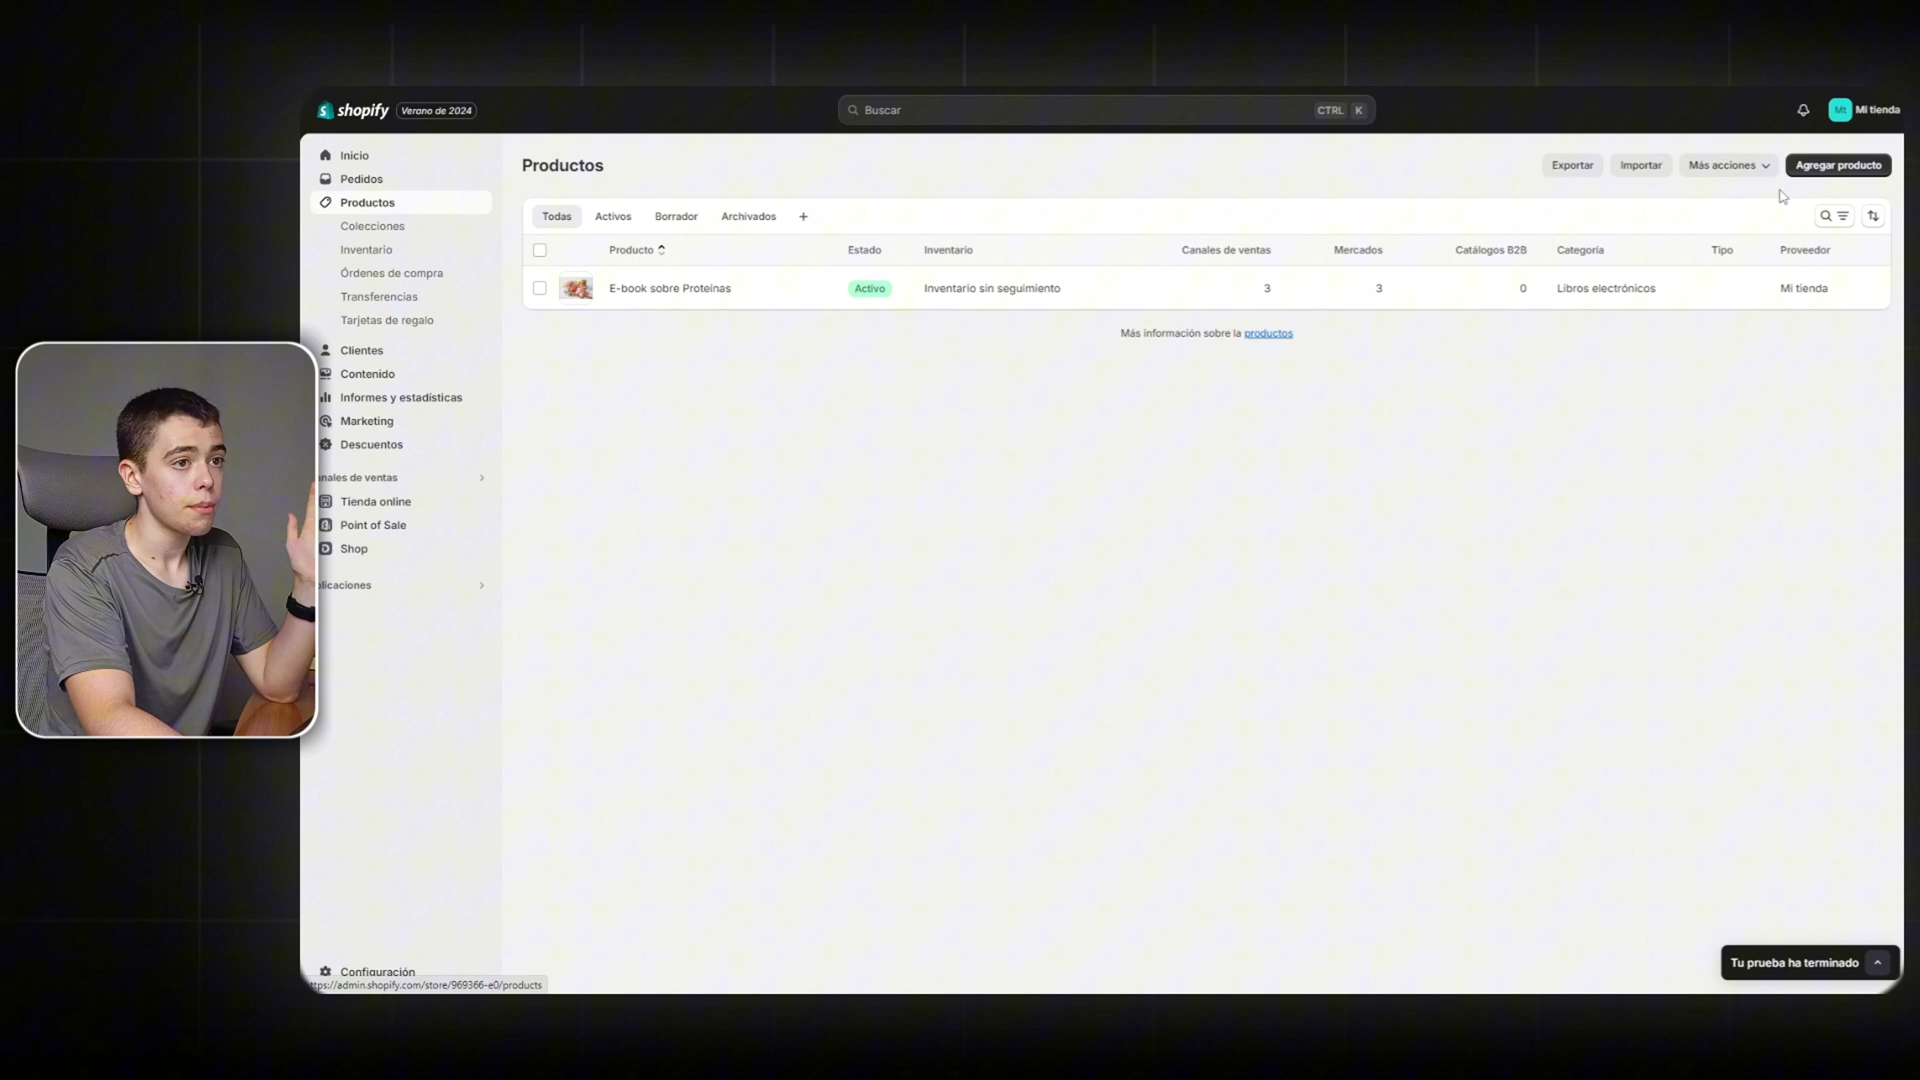 shopify Verano de 2024
Buscar CTRL K
Mt Mi tienda
Inicio
Pedidos
Productos
Colecciones
Inventario
Órdenes de compra
Transferencias
Tarjetas de regalo
Clientes
Contenido
Informes y estadísticas
Marketing
Descuentos
nales de ventas
Tienda online
Point of Sale
Shop
licaciones
Configuración
ttps://admin.shopify.com/store/969366-e0/products
Productos
Exportar Importar Más acciones Agregar producto
Todas Activos Borrador Archivados +
Producto Estado Inventario Canales de ventas Mercados Catálogos B2B Categoría Tipo Proveedor
E-book sobre Proteínas Activo Inventario sin seguimiento 3 3 0 Libros electrónicos Mi tienda
Más información sobre la productos
Tu prueba ha terminado